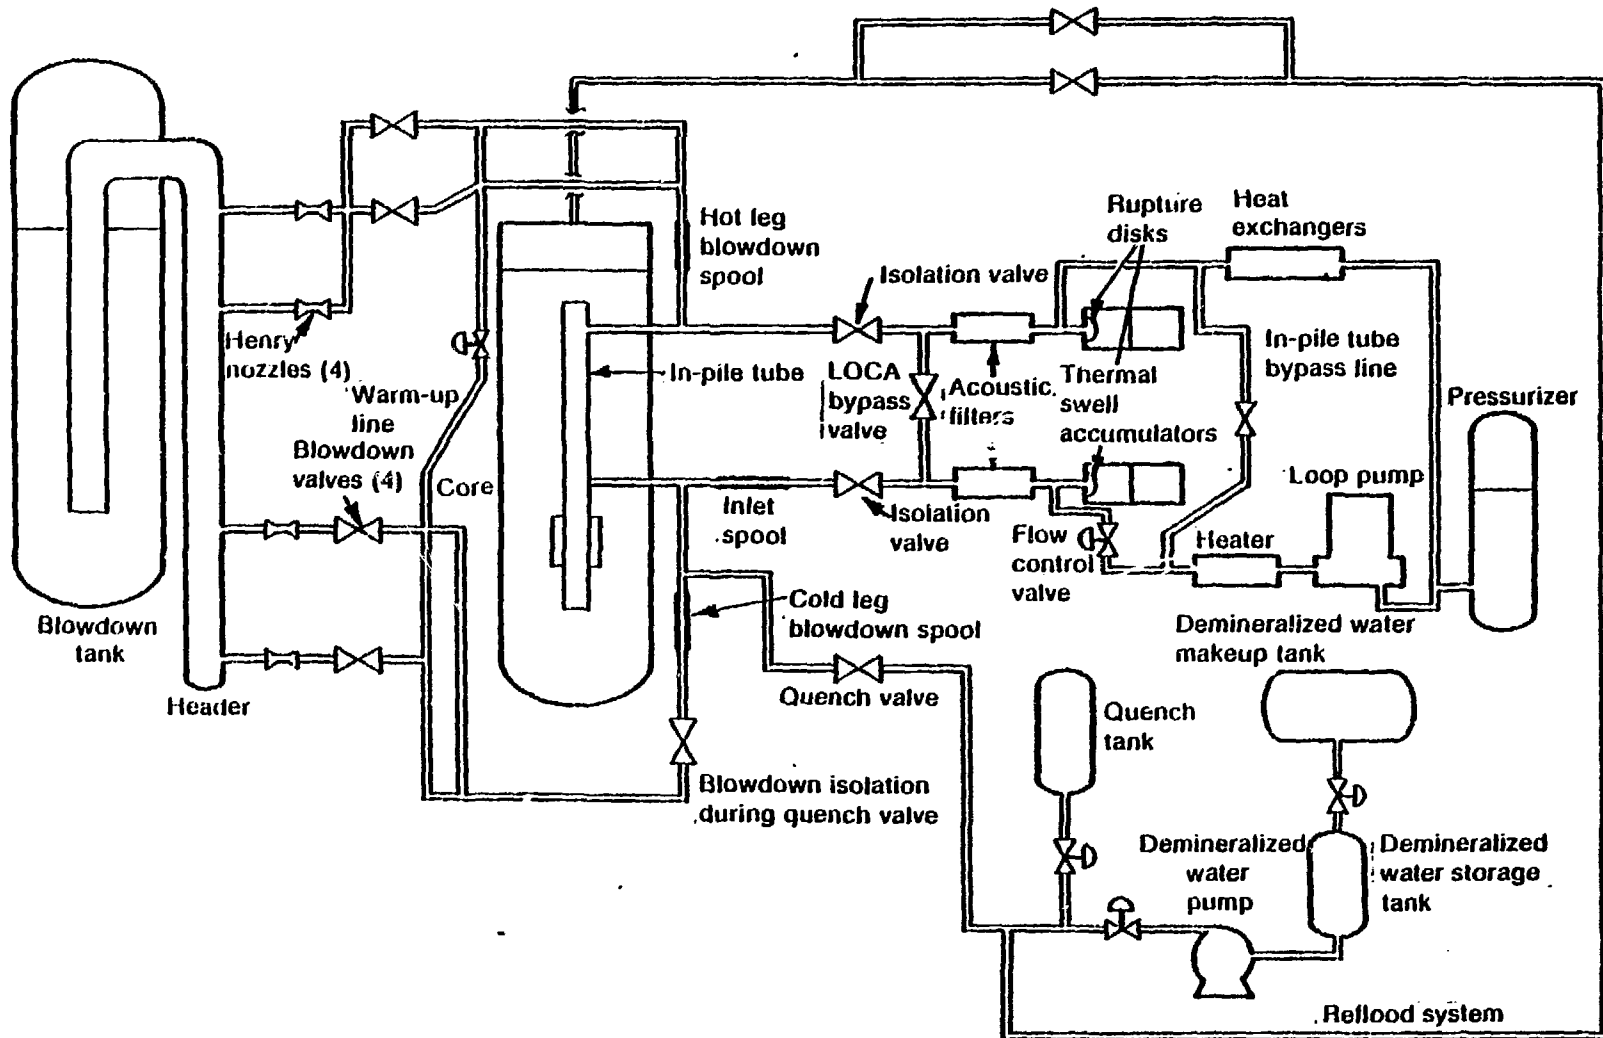 Rupture
disks
Heat
exchangers
Hot leg
blowdown
spool
Isolation valve
Henry
nozzles (4)
In-pile tube
bypass line
In-pile tube
LOCA
bypass
valve
Acoustic
filters
Thermal
swell
accumulators
Warm-up
line
Pressurizer
Blowdown
valves (4)
Core
Loop pump
Inlet
spool
Isolation
valve
Flow
control
valve
Heater
Cold leg
blowdown spool
Blowdown
tank
Demineralized water
makeup tank
Quench valve
Header
Quench
tank
Blowdown isolation
during quench valve
Demineralized
water
pump
Demineralized
water storage
tank
Reflood system